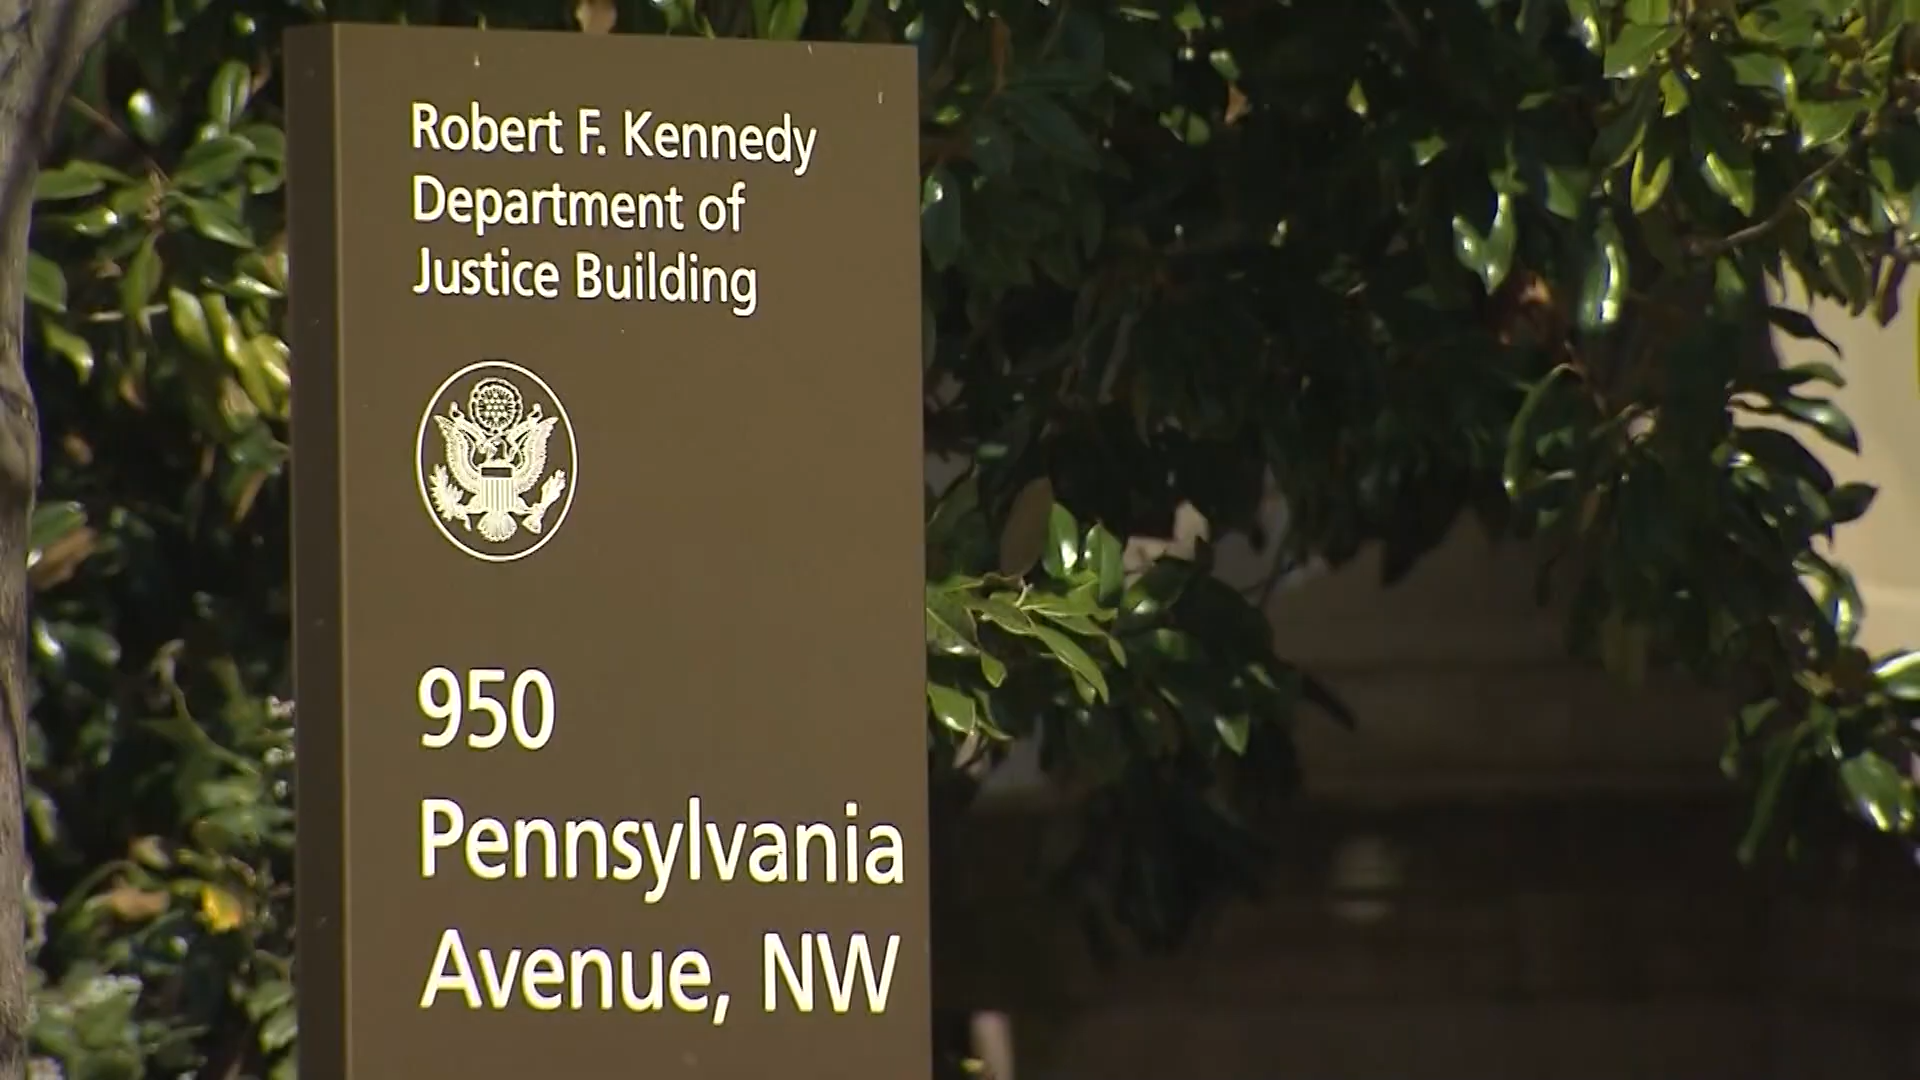 Robert F. Kennedy
Department of
Justice Building
950
Pennsylvania
Avenue, NW